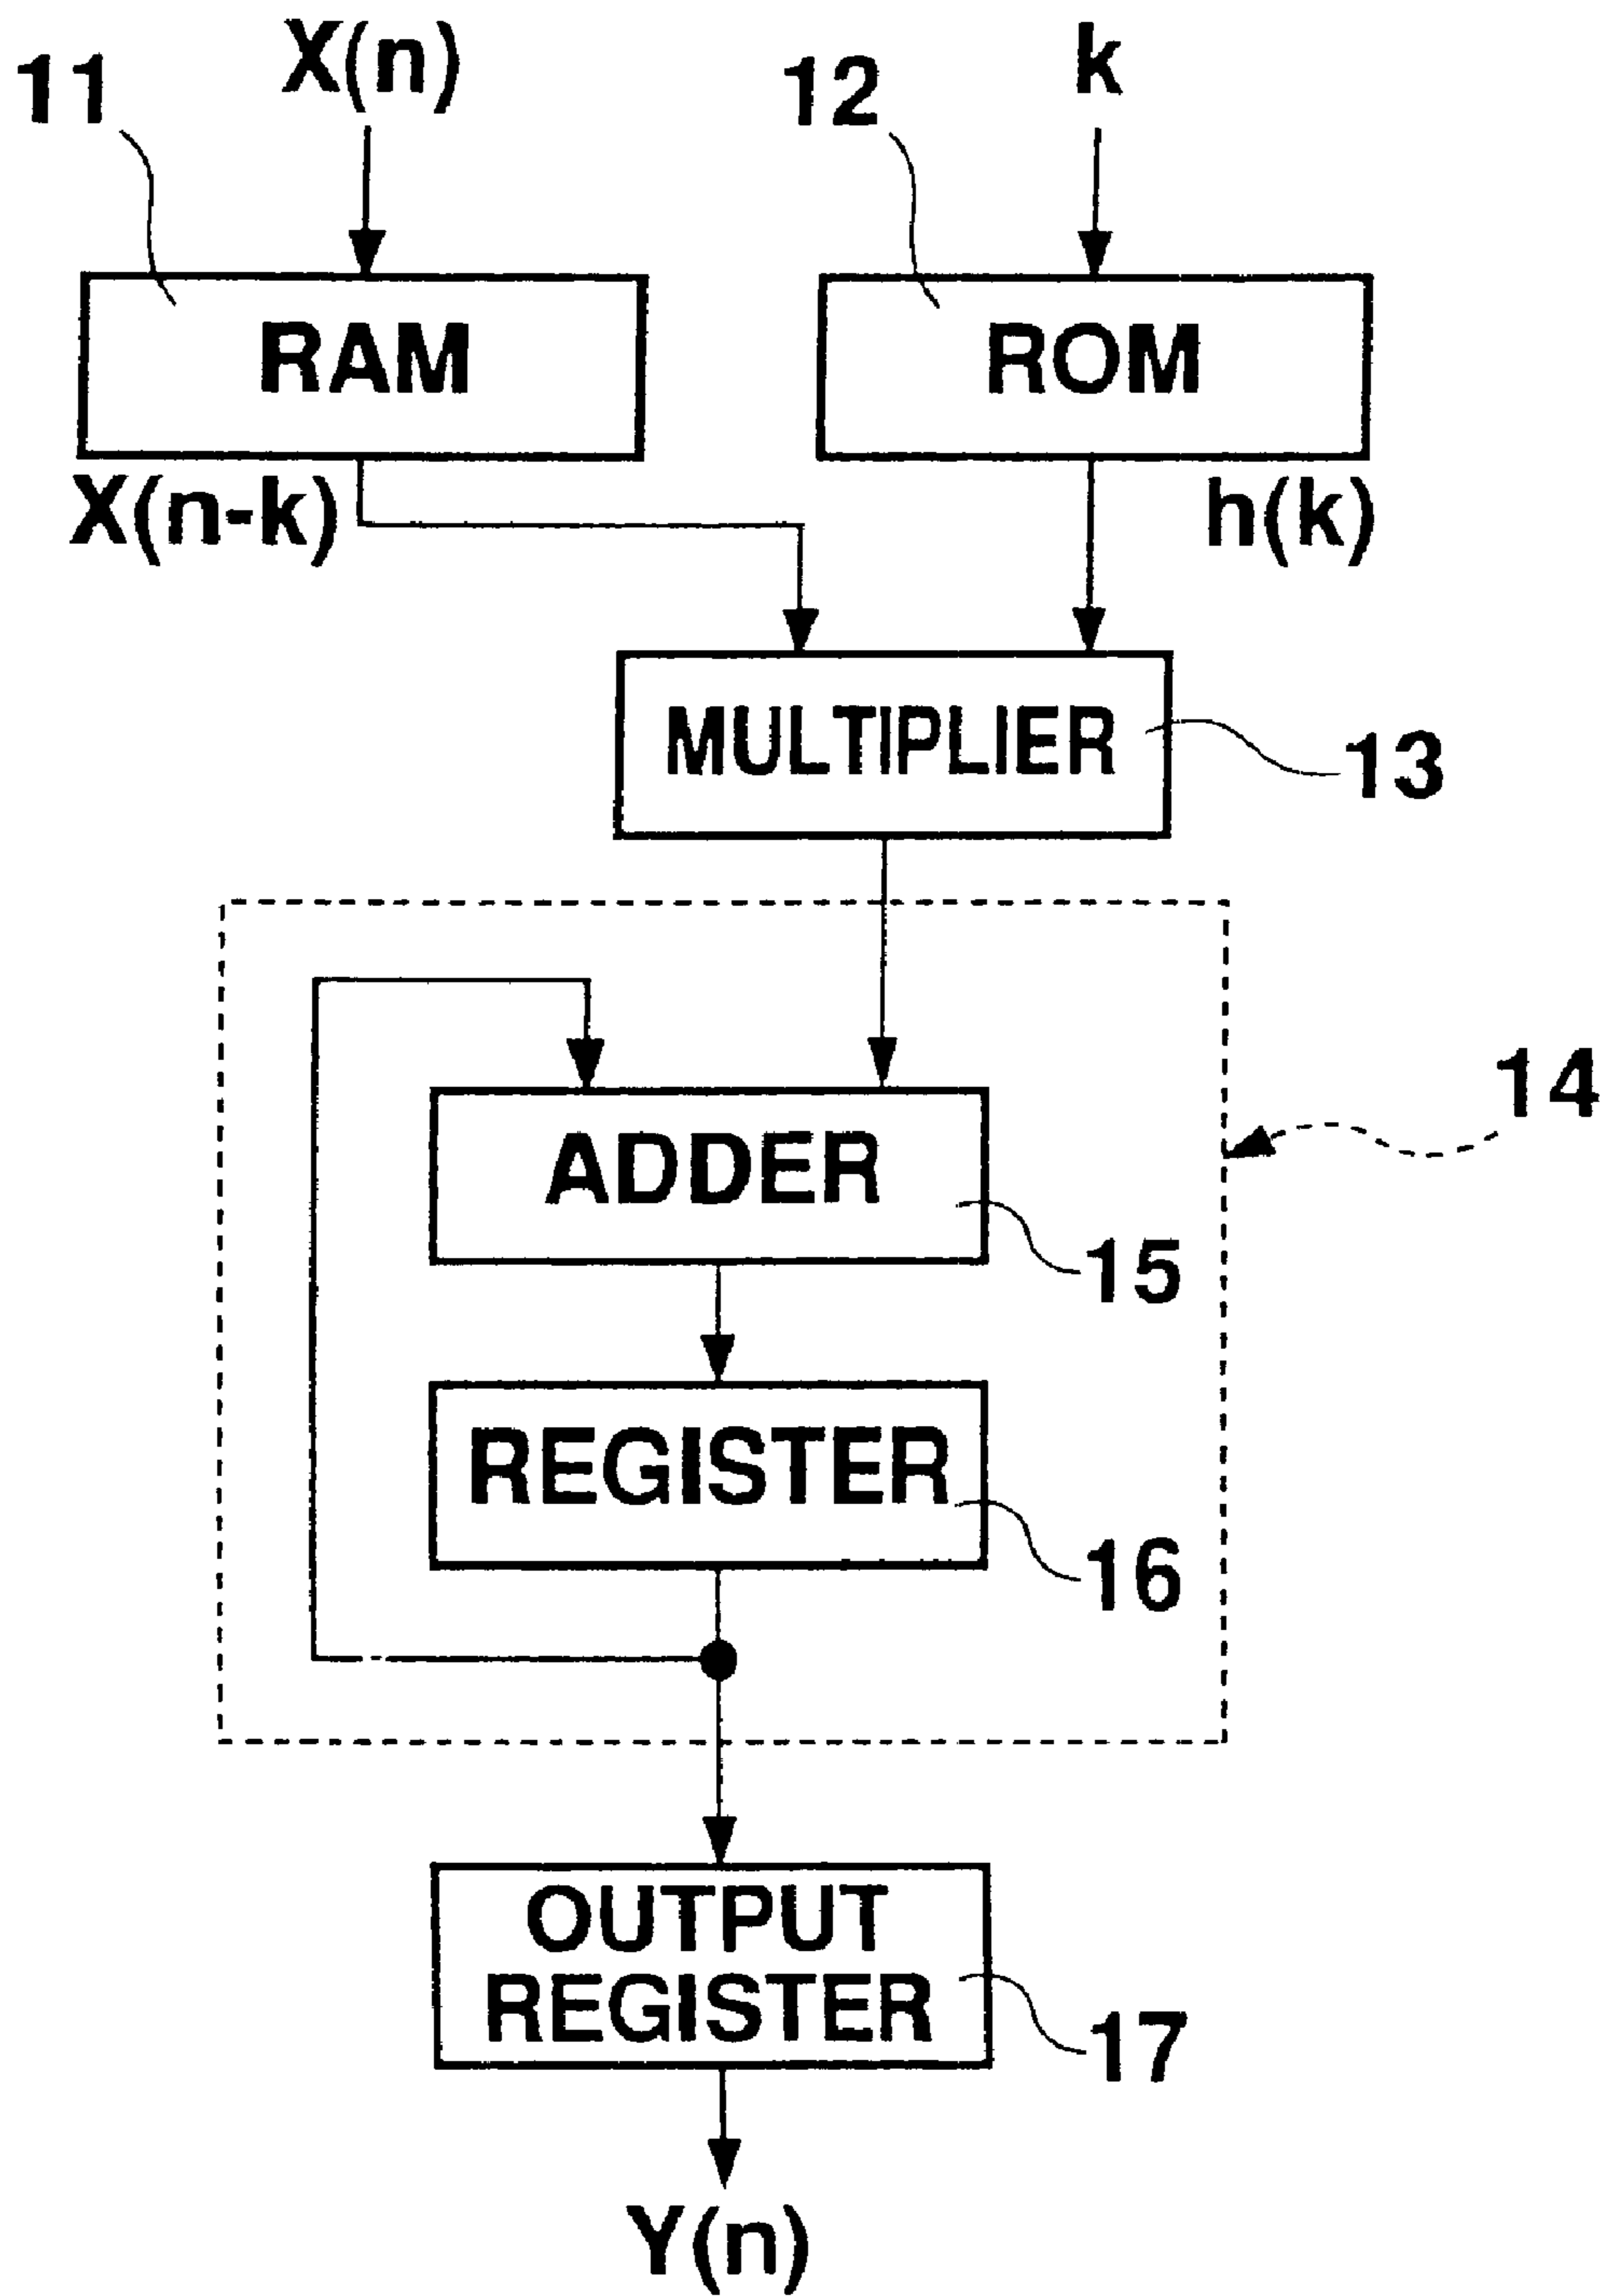 X(n)
k
11
12
RAM
ROM
X(n-k)
h(k)
MULTIPLIER
13
14
ADDER
15
REGISTER
16
OUTPUT
REGISTER
17
Y(n)